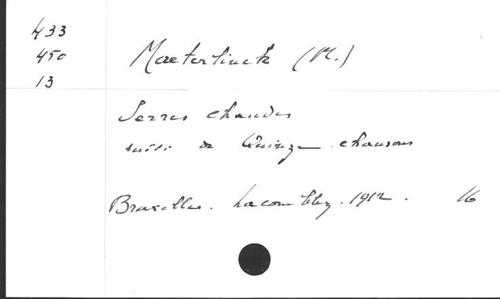 433
450
13
Maeterlinck (M.)
Serres chaudes
suivi de Quinze chansons
Bruxelles. Lacomblez. 1912. 16